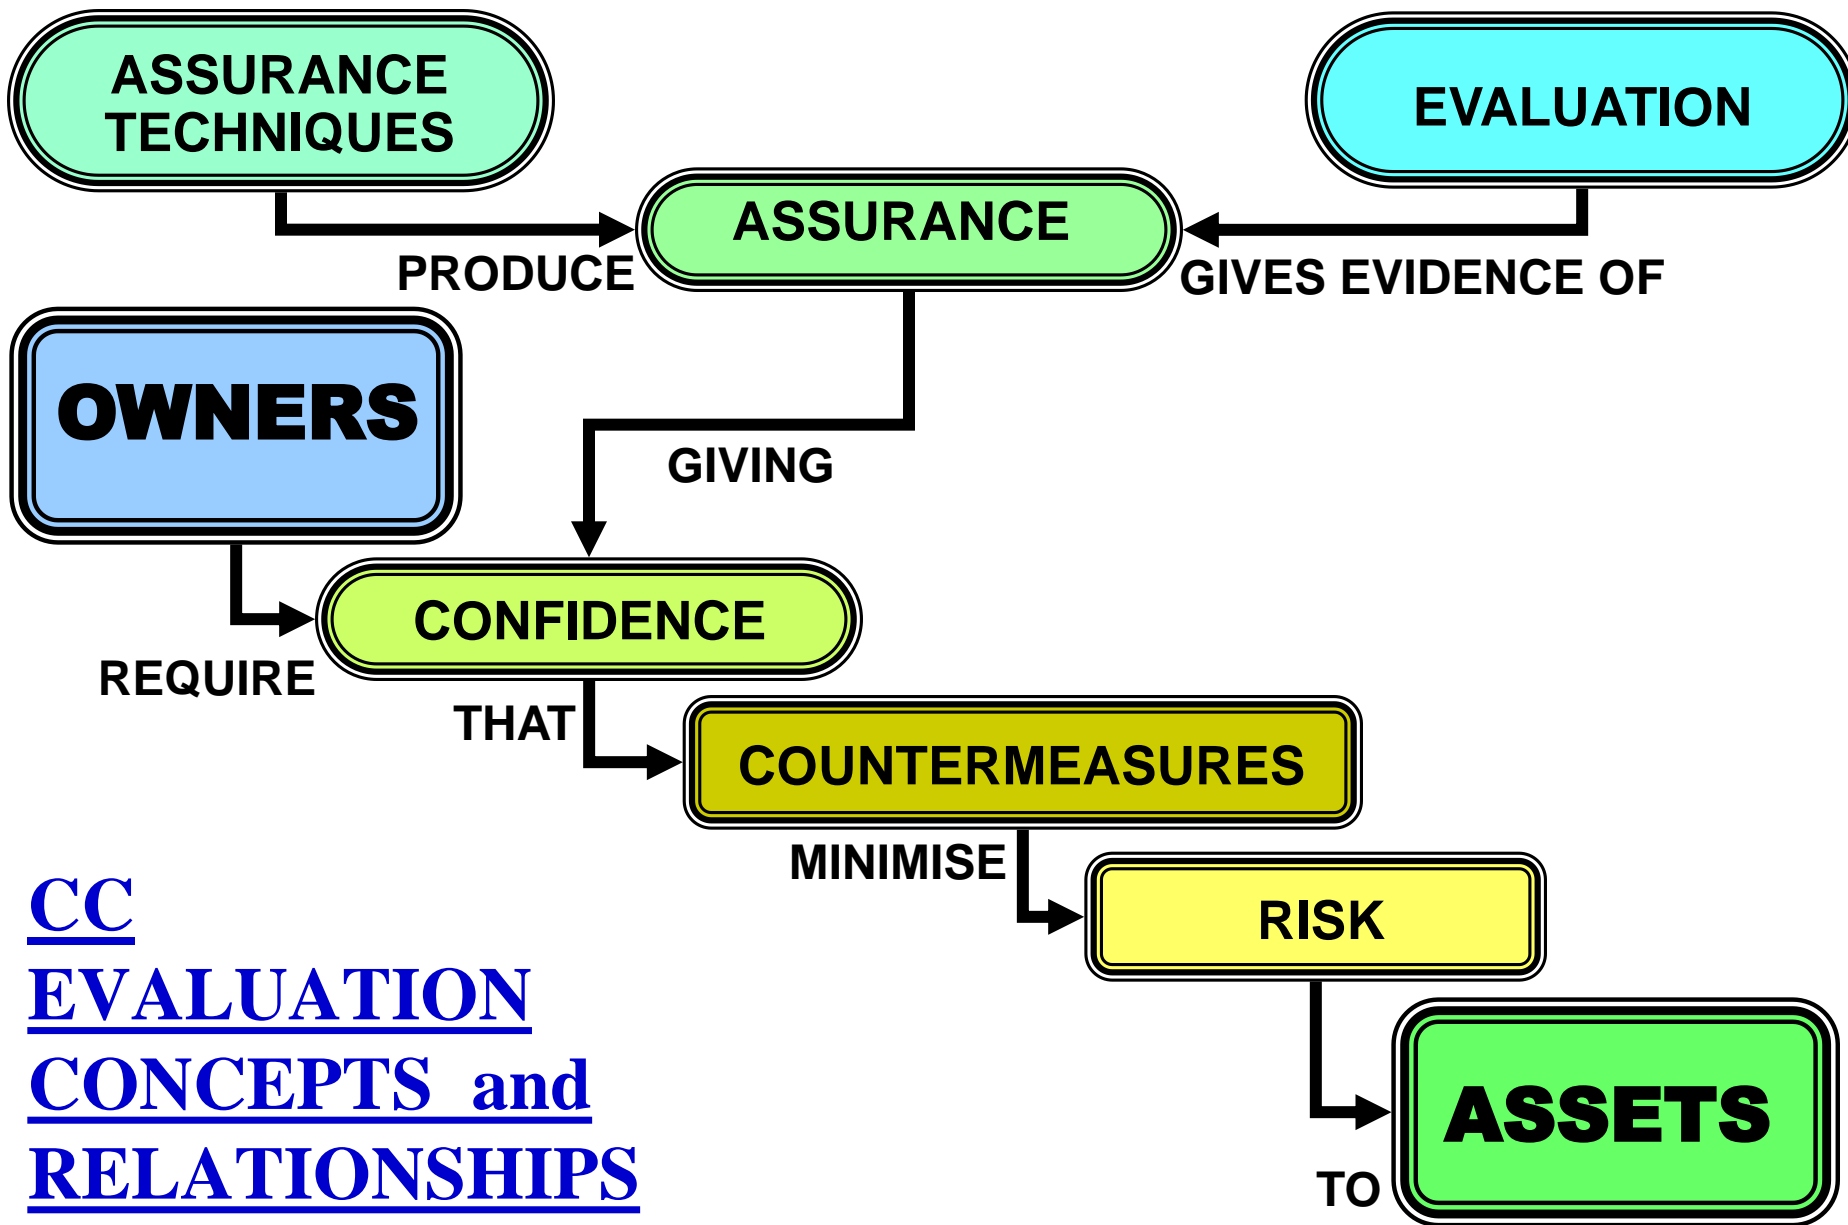 ASSURANCE
TECHNIQUES
EVALUATION
ASSURANCE
PRODUCE
GIVES EVIDENCE OF
OWNERS
GIVING
CONFIDENCE
REQUIRE
THAT
COUNTERMEASURES
MINIMISE
RISK
ASSETS
TO
CC
EVALUATION
CONCEPTS and
RELATIONSHIPS